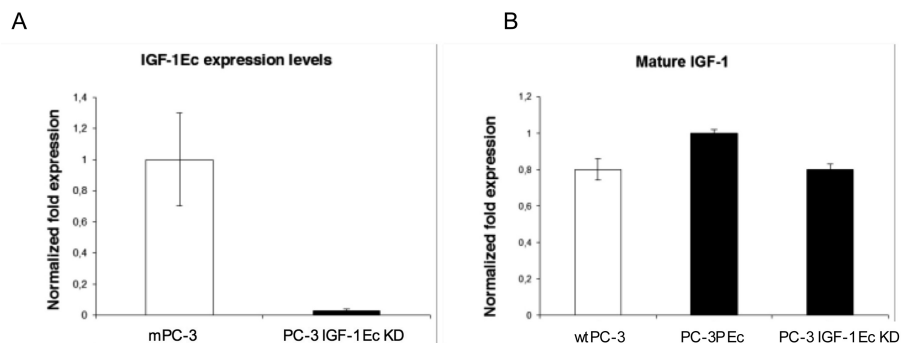 A
IGF-1Ec expression levels
Normalized fold expression
1,4
1,2
1
0,8
0,6
0,4
0,2
0
mPC-3
PC-3 IGF-1Ec KD
B
Mature IGF-1
Normalized fold expression
1,2
1
0,8
0,6
0,4
0,2
0
wtPC-3
PC-3PEc
PC-3 IGF-1Ec KD